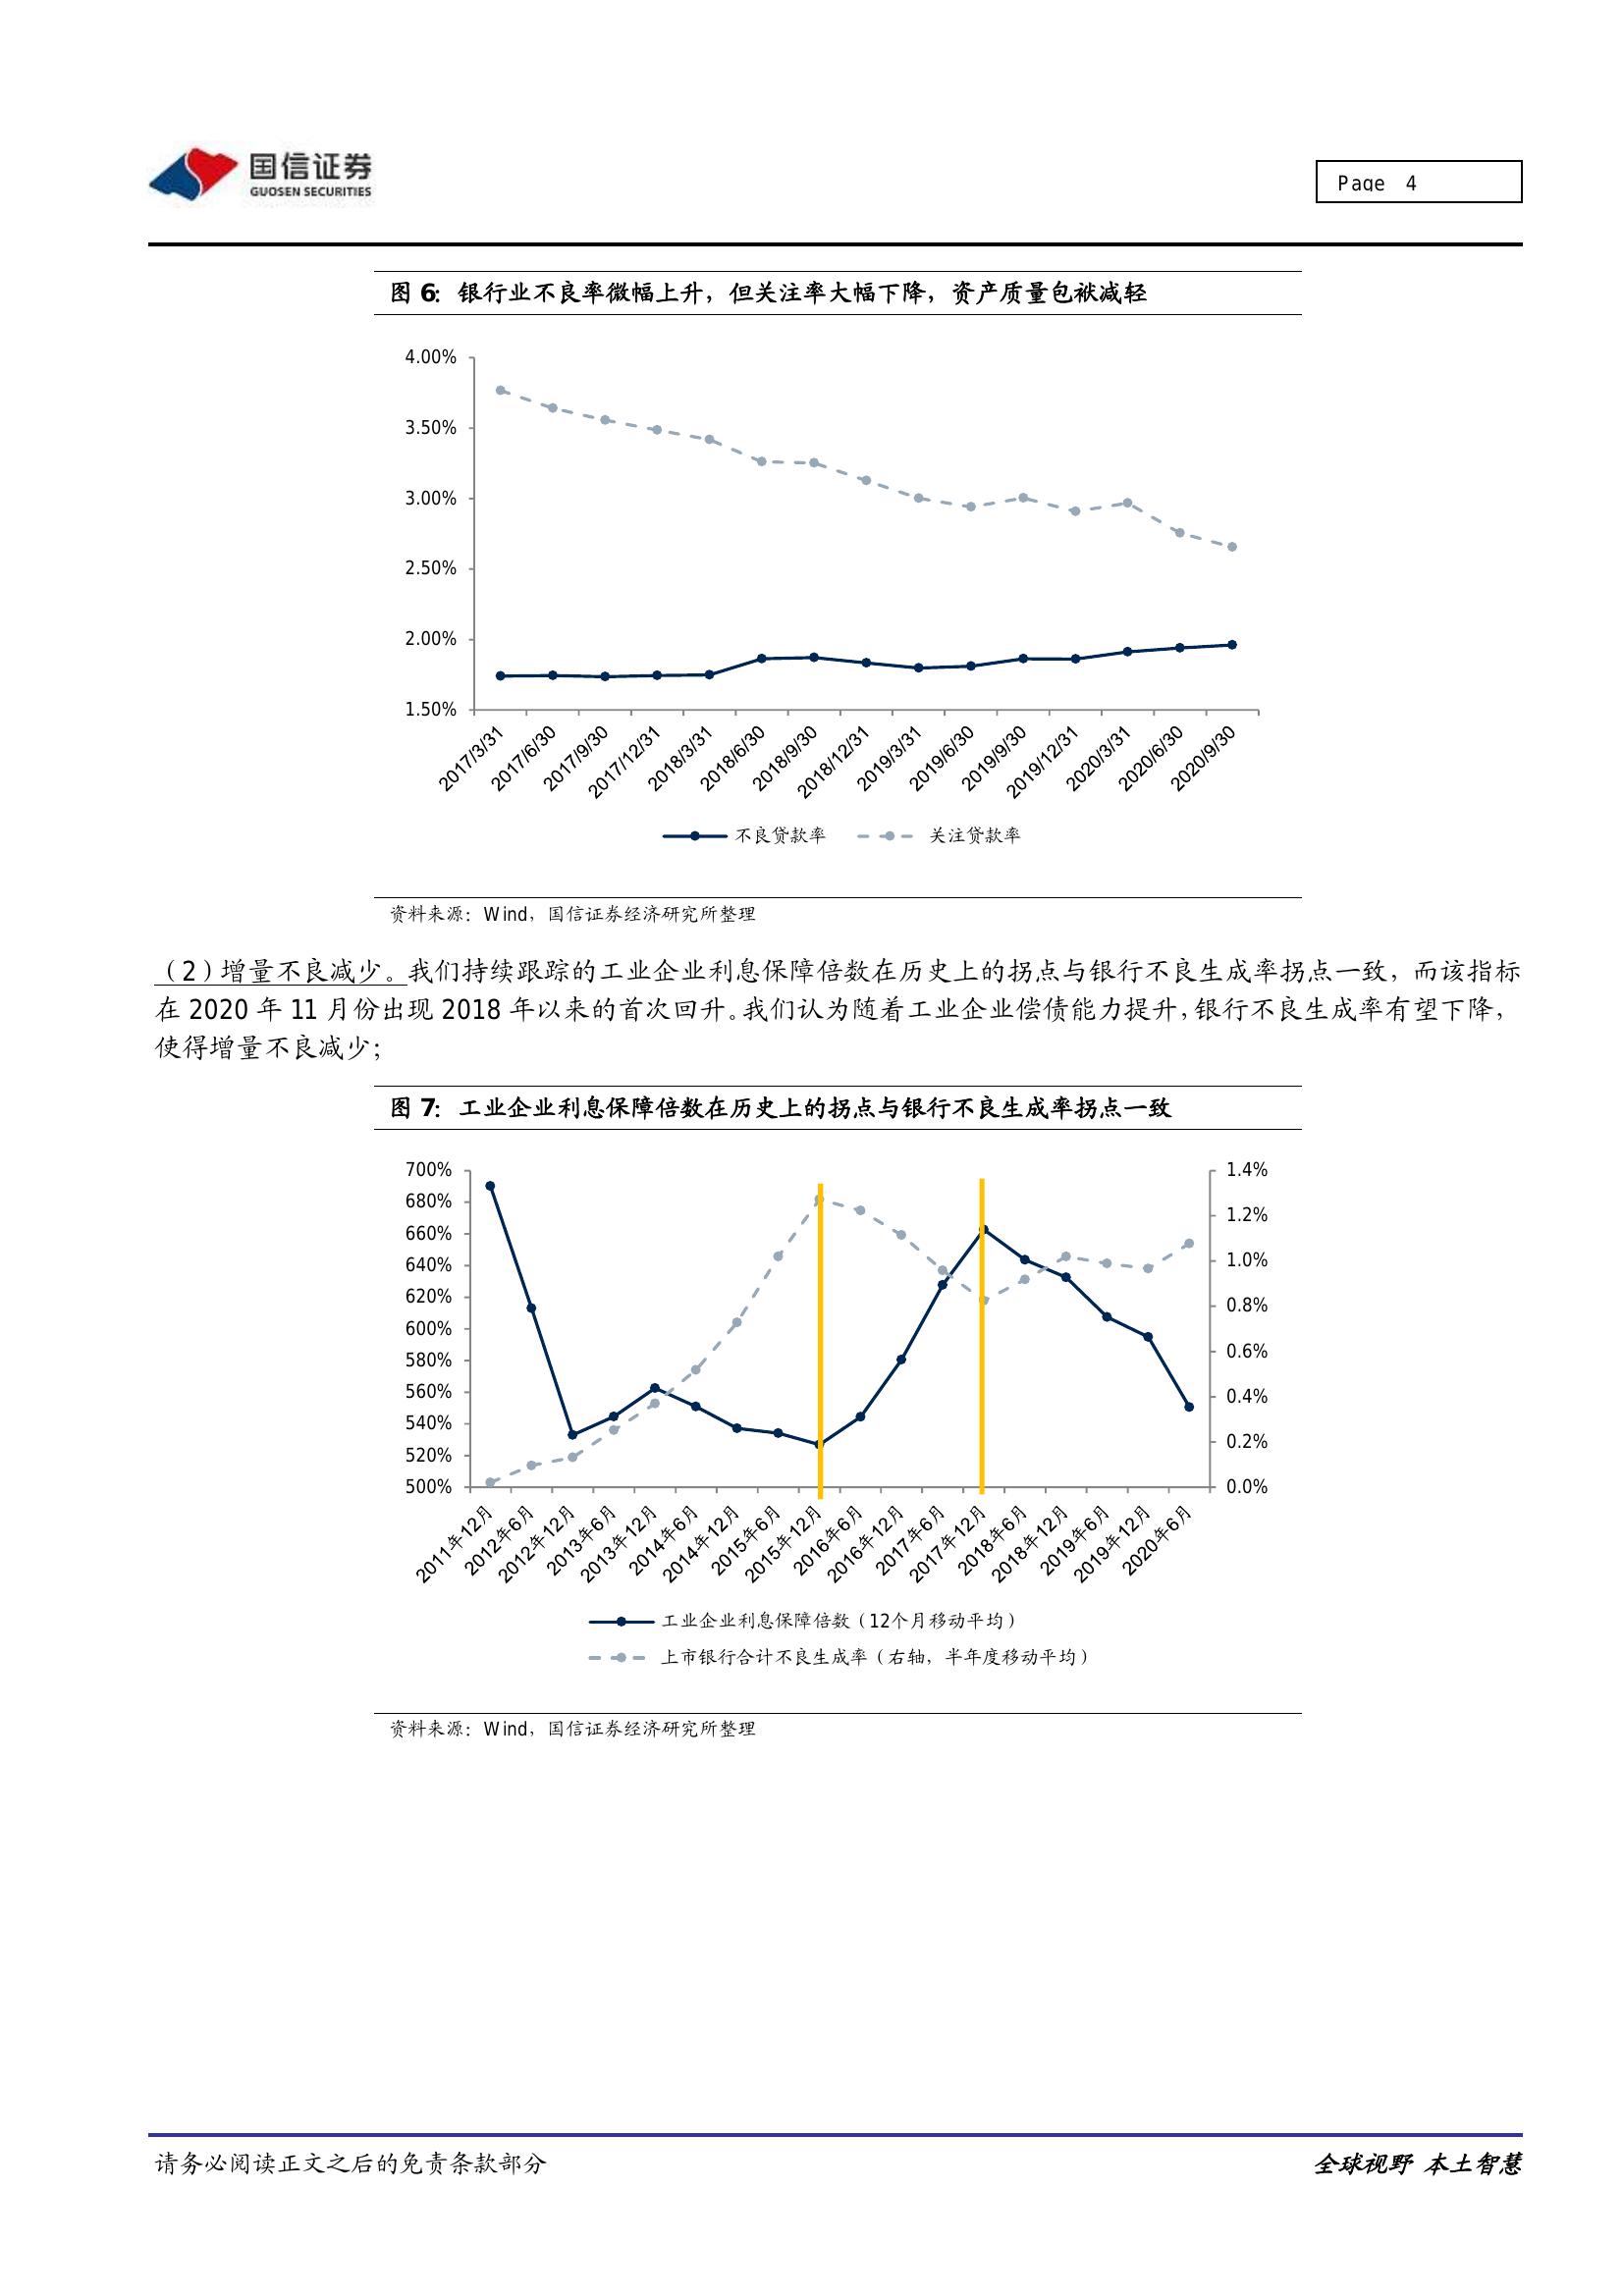 国信证券
GUOSEN SECURITIES
Page 4
图 6：银行业不良率微幅上升，但关注率大幅下降，资产质量包袱减轻
4.00%
3.50%
3.00%
2.50%
2.00%
1.50%
2017/3/31
2017/6/30
2017/9/30
2017/12/31
2018/3/31
2018/6/30
2018/9/30
2018/12/31
2019/3/31
2019/6/30
2019/9/30
2019/12/31
2020/3/31
2020/6/30
2020/9/30
不良贷款率 关注贷款率
资料来源：Wind，国信证券经济研究所整理
（2）增量不良减少。我们持续跟踪的工业企业利息保障倍数在历史上的拐点与银行不良生成率拐点一致，而该指标
在 2020 年 11 月份出现 2018 年以来的首次回升。我们认为随着工业企业偿债能力提升，银行不良生成率有望下降，
使得增量不良减少；
图 7：工业企业利息保障倍数在历史上的拐点与银行不良生成率拐点一致
700%
680%
660%
640%
620%
600%
580%
560%
540%
520%
500%
1.4%
1.2%
1.0%
0.8%
0.6%
0.4%
0.2%
0.0%
2011年12月
2012年6月
2012年12月
2013年6月
2013年12月
2014年6月
2014年12月
2015年6月
2015年12月
2016年6月
2016年12月
2017年6月
2017年12月
2018年6月
2018年12月
2019年6月
2019年12月
2020年6月
工业企业利息保障倍数（12个月移动平均）
上市银行合计不良生成率（右轴，半年度移动平均）
资料来源：Wind，国信证券经济研究所整理
请务必阅读正文之后的免责条款部分
全球视野 本土智慧